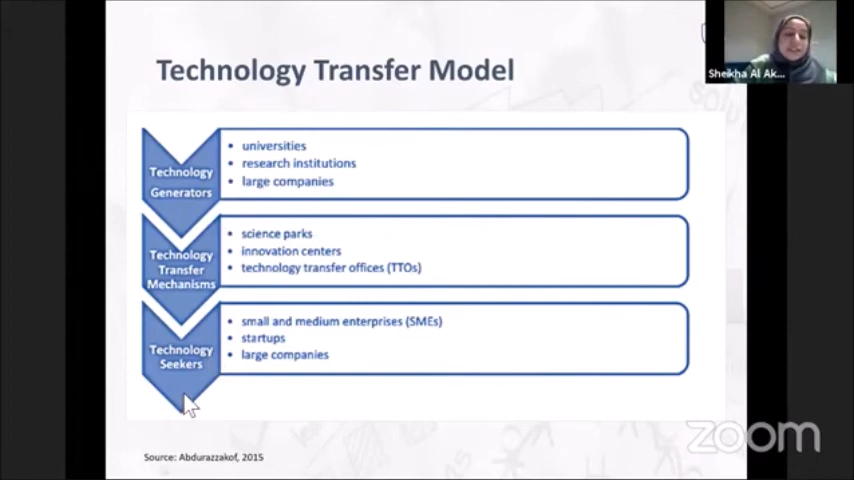 Technology Transfer Model
Sheikha Al Ak...
Technology
Generators
• universities
• research institutions
• large companies
Technology
Transfer
Mechanisms
• science parks
• innovation centers
• technology transfer offices (TTOs)
Technology
Seekers
• small and medium enterprises (SMEs)
• startups
• large companies
zoom
Source: Abdurazzakof, 2015